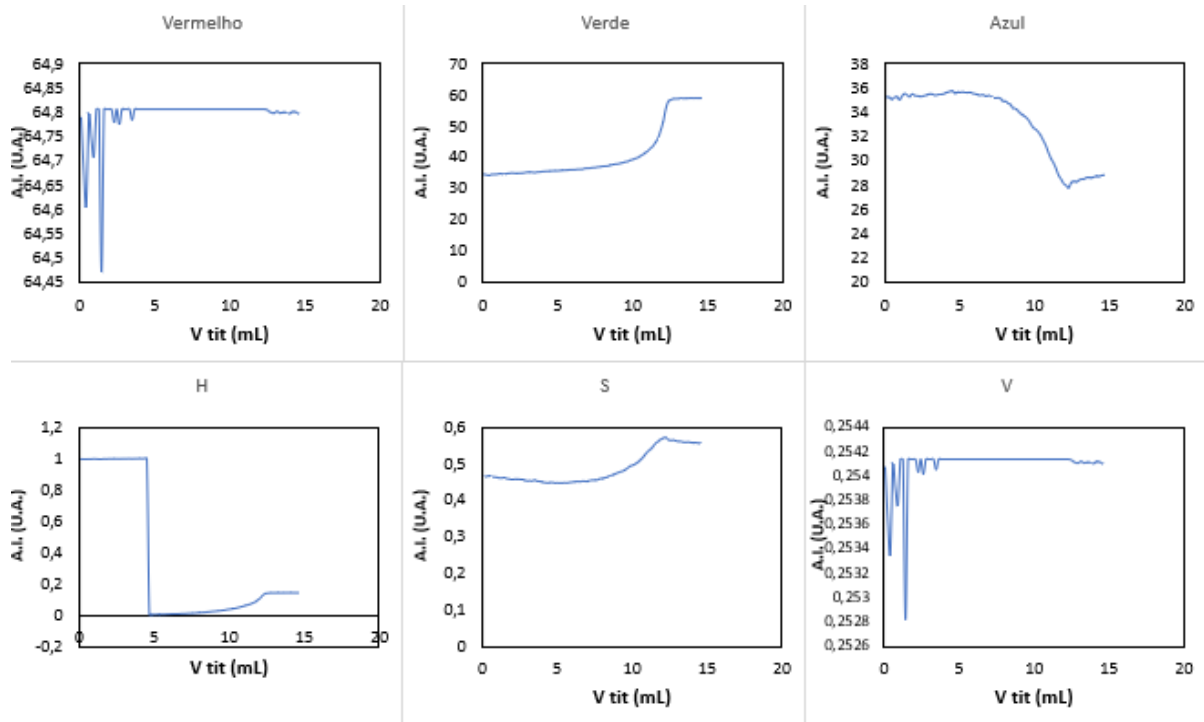 Vermelho
64,9
64,85
64,8
64,75
64,7
64,65
64,6
64,55
64,5
64,45
A.I. (U.A.)
0 5 10 15 20
V tit (mL)
Verde
70
60
50
40
30
20
10
0
A.I. (U.A.)
0 5 10 15 20
V tit (mL)
Azul
38
36
34
32
30
28
26
24
22
20
A.I. (U.A.)
0 5 10 15 20
V tit (mL)
H
1,2
1
0,8
0,6
0,4
0,2
0
-0,2
A.I. (U.A.)
0 5 10 15 20
V tit (mL)
S
0,6
0,5
0,4
0,3
0,2
0,1
0
A.I. (U.A.)
0 5 10 15 20
V tit (mL)
V
0,2544
0,2542
0,254
0,2538
0,2536
0,2534
0,2532
0,253
0,2528
0,2526
A.I. (U.A.)
0 5 10 15 20
V tit (mL)